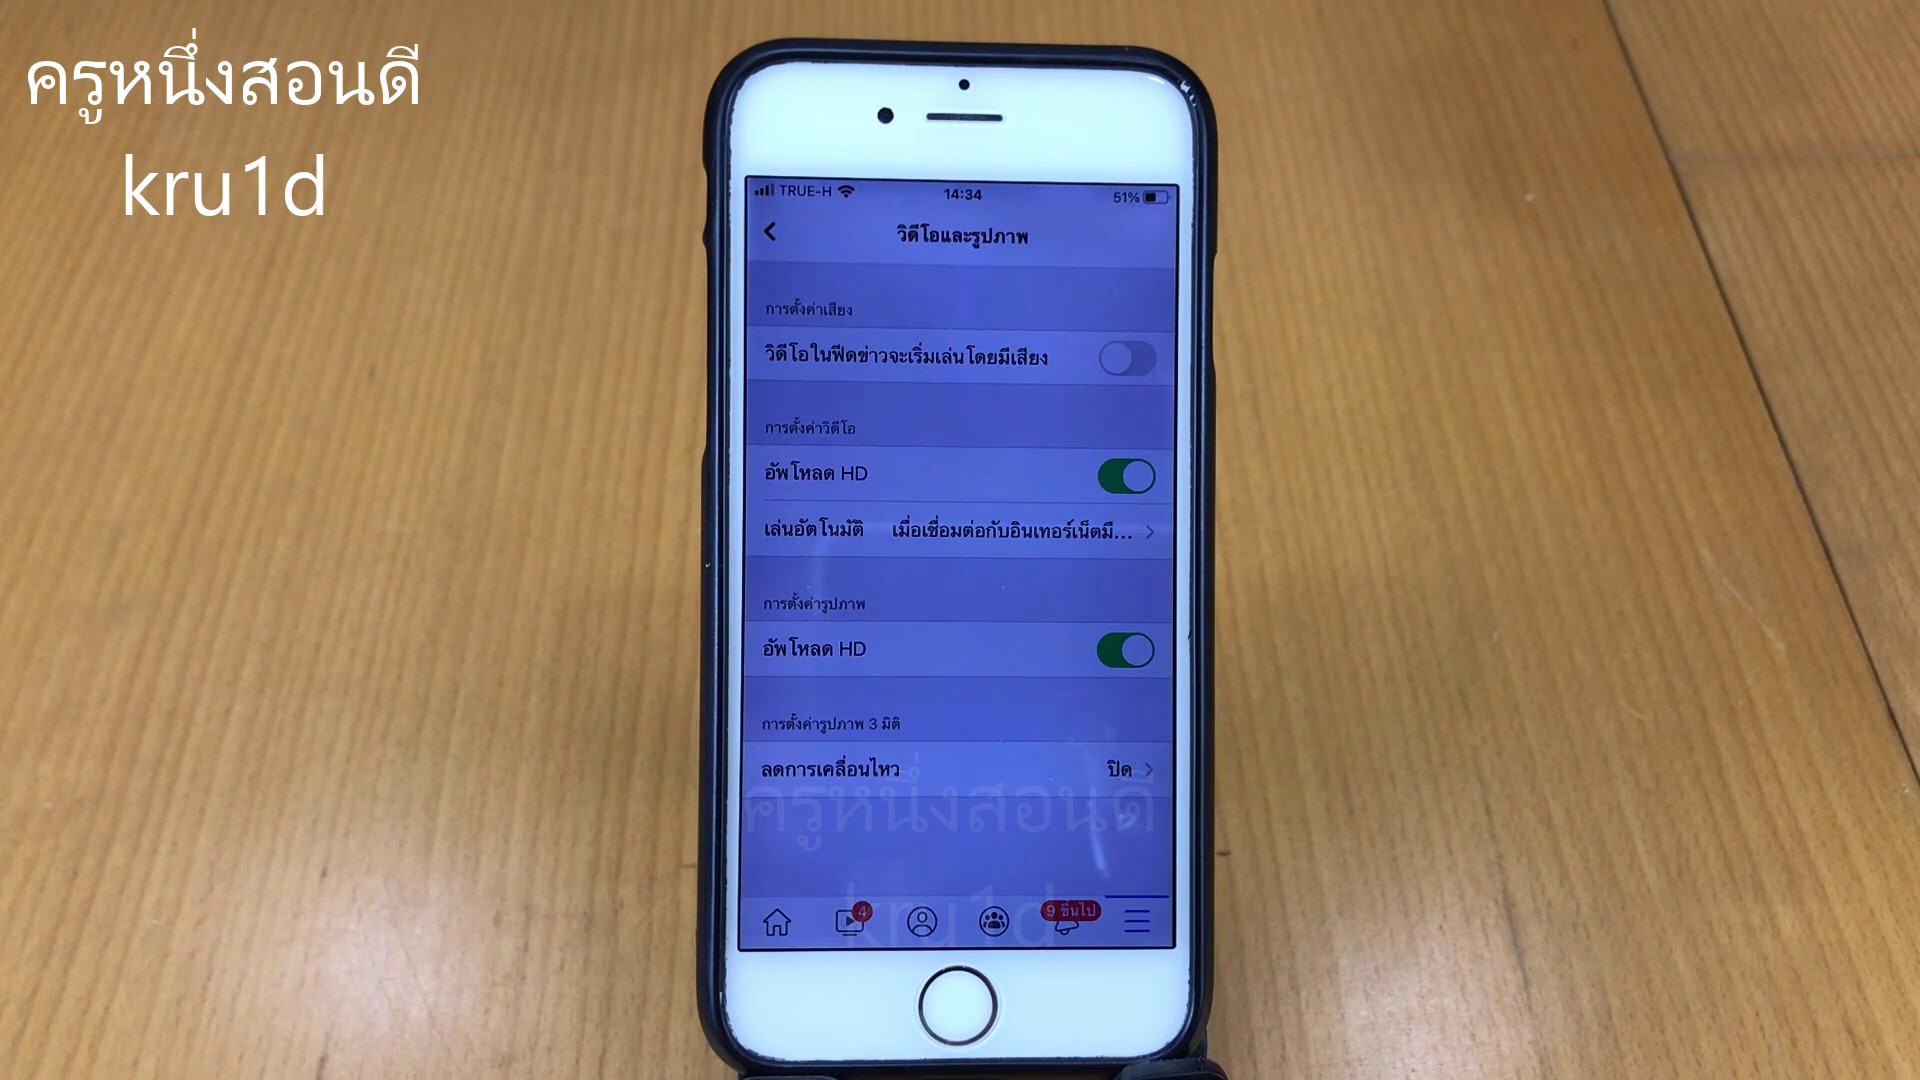 ครูหนึ่งสอนดี
kru1d
TRUE-H 14:34 51%
วิดีโอและรูปภาพ
การตั้งค่าเสียง
วิดีโอในฟีดข่าวจะเริ่มเล่นโดยมีเสียง
การตั้งค่าวิดีโอ
อัพโหลด HD
เล่นอัตโนมัติ เมื่อเชื่อมต่อกับอินเทอร์เน็ตมื...
การตั้งค่ารูปภาพ
อัพโหลด HD
การตั้งค่ารูปภาพ 3 มิติ
ลดการเคลื่อนไหว ปิด
ครูหนึ่งสอนดี
kru1d
4 9 ขึ้นไป